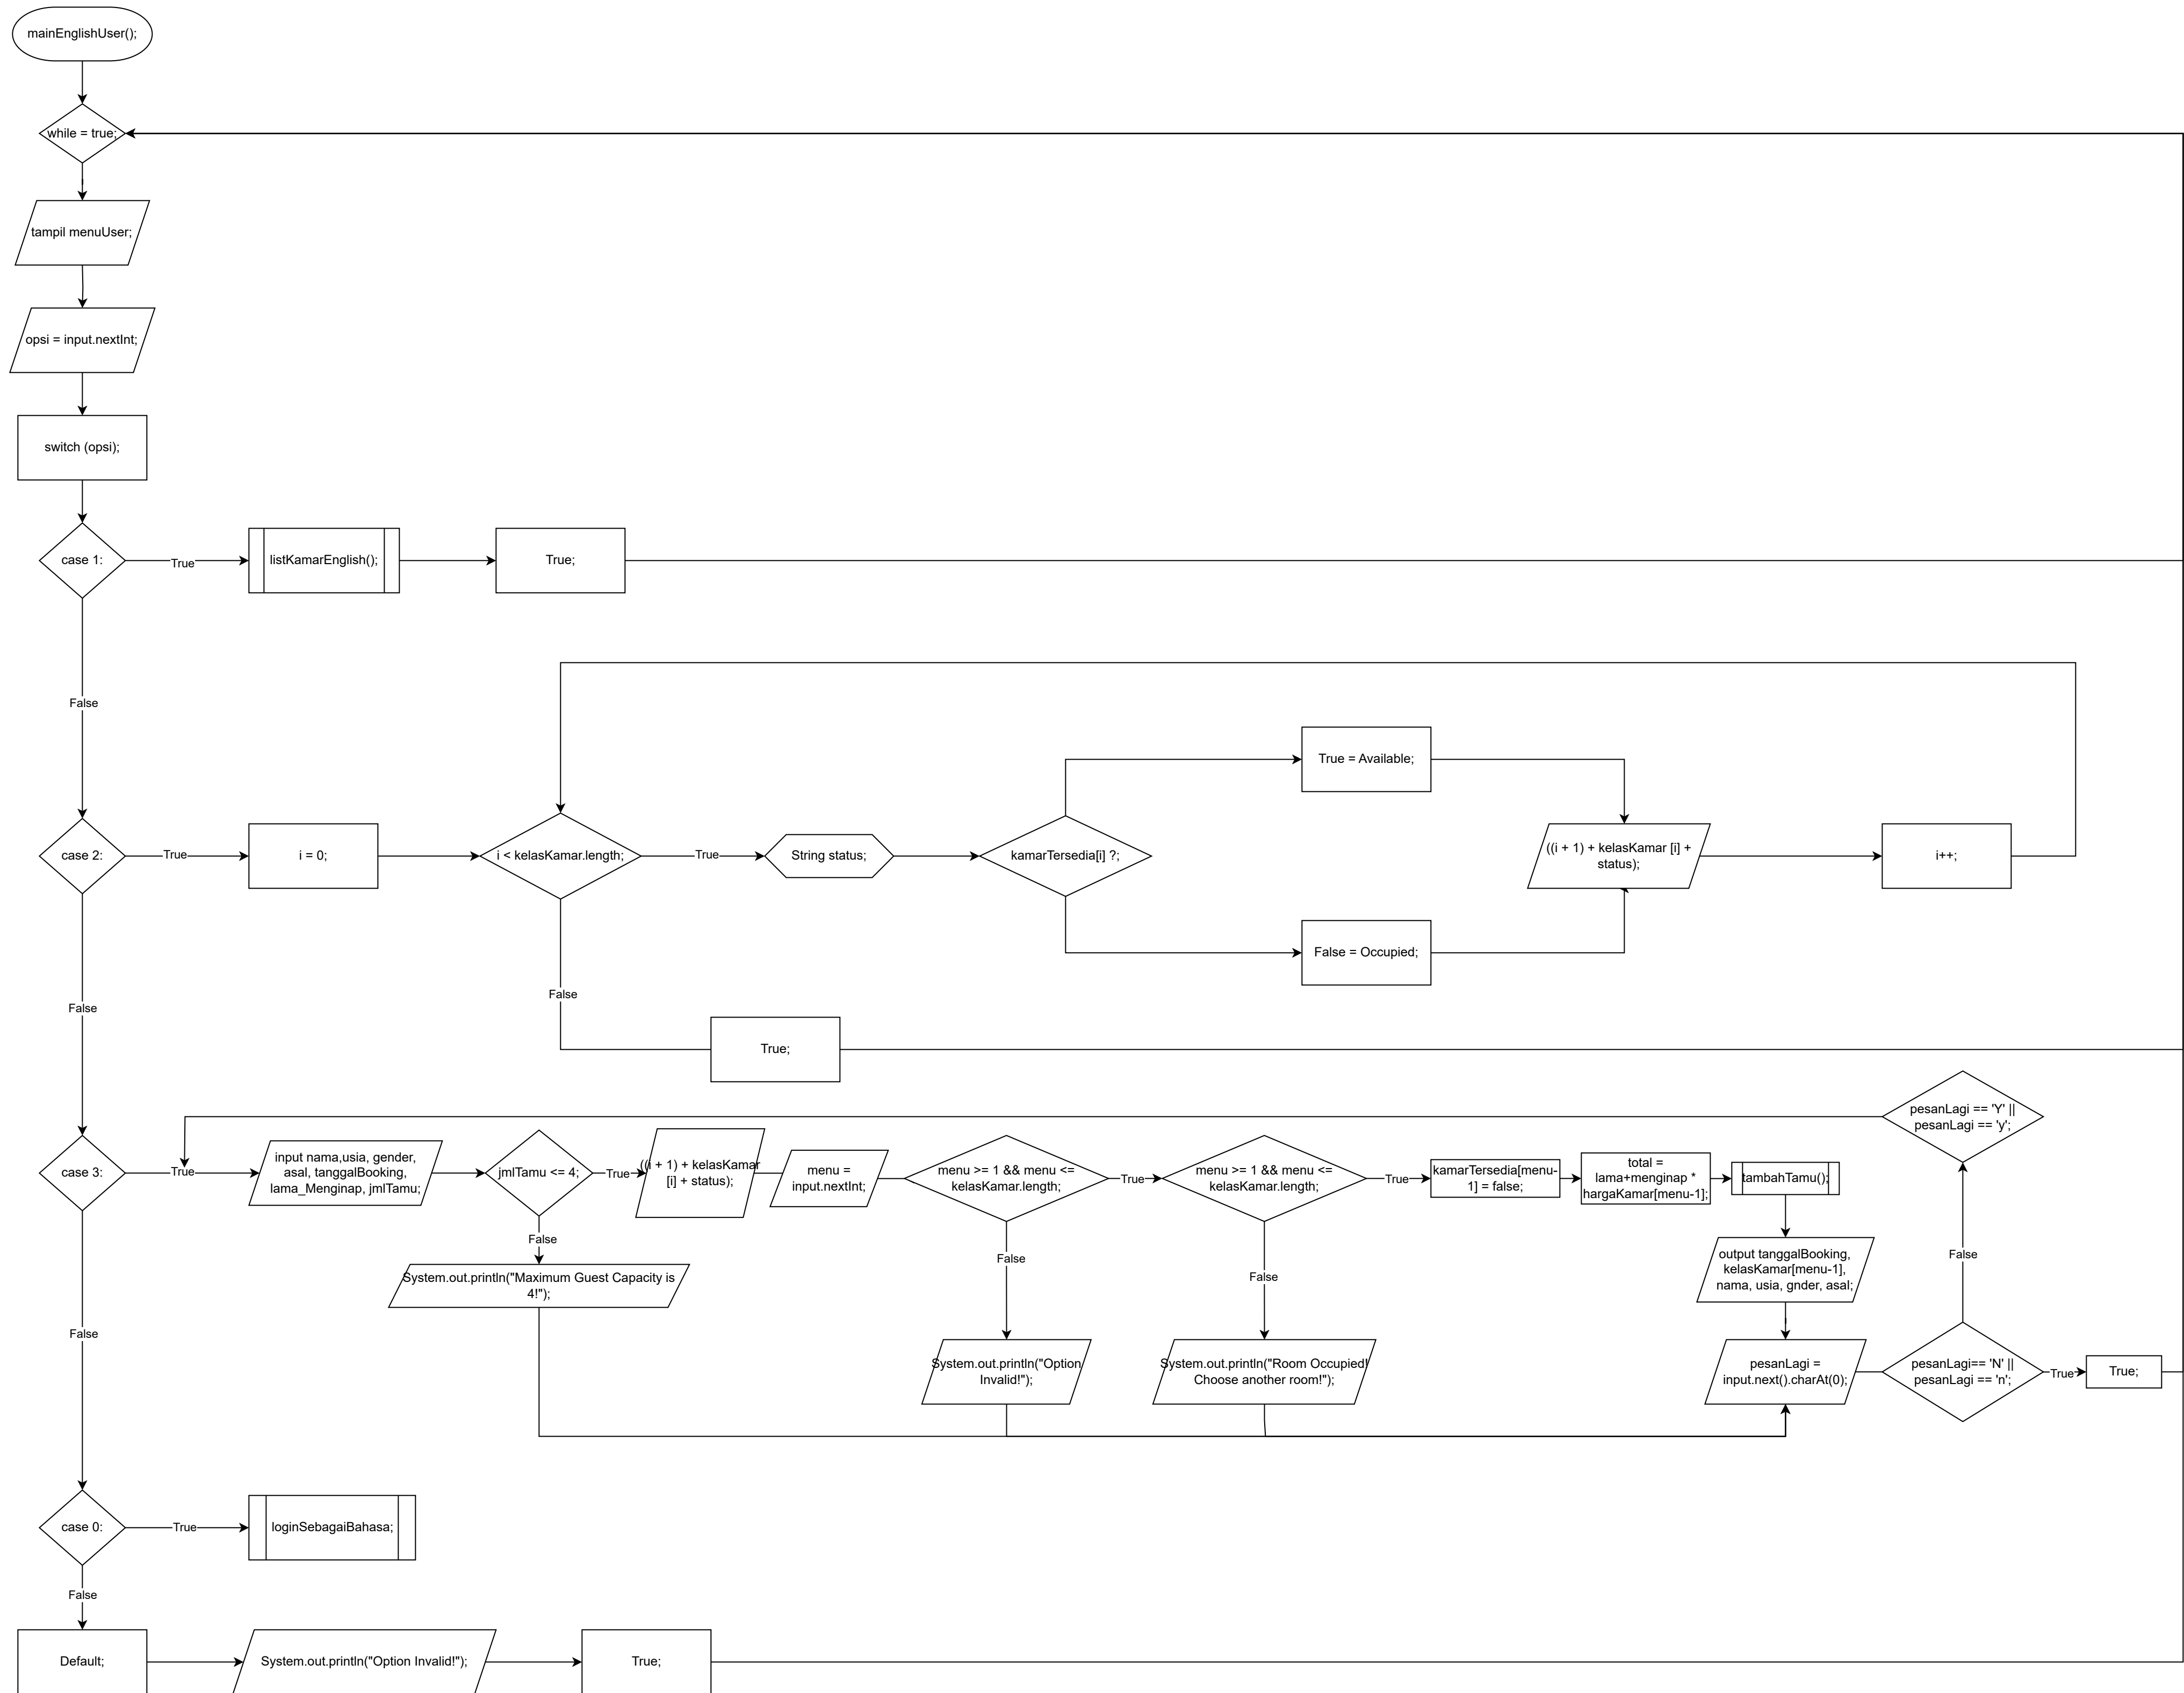 mainEnglishUser();
while = true;
tampil menuUser;
opsi = input.nextInt;
switch (opsi);
case 1:
True
listKamarEnglish();
True;
False
True = Available;
case 2:
True
i = 0;
i < kelasKamar.length;
True
String status;
kamarTersedia[i] ?;
((i + 1) + kelasKamar [i] +
status);
i++;
False = Occupied;
False
False
True;
pesanLagi == 'Y' ||
pesanLagi == 'y';
case 3:
True
input nama,usia, gender,
asal, tanggalBooking,
lama_Menginap, jmlTamu;
jmlTamu <= 4;
True
((i + 1) + kelasKamar
[i] + status);
menu =
input.nextInt;
menu >= 1 && menu <=
kelasKamar.length;
True
menu >= 1 && menu <=
kelasKamar.length;
True
kamarTersedia[menu-
1] = false;
total =
lama+menginap *
hargaKamar[menu-1];
tambahTamu();
False
System.out.println("Maximum Guest Capacity is
4!");
False
False
output tanggalBooking,
kelasKamar[menu-1],
nama, usia, gnder, asal;
False
False
System.out.println("Option
Invalid!");
System.out.println("Room Occupied!
Choose another room!");
pesanLagi =
input.next().charAt(0);
pesanLagi== 'N' ||
pesanLagi == 'n';
True
True;
case 0:
True
loginSebagaiBahasa;
False
Default;
System.out.println("Option Invalid!");
True;